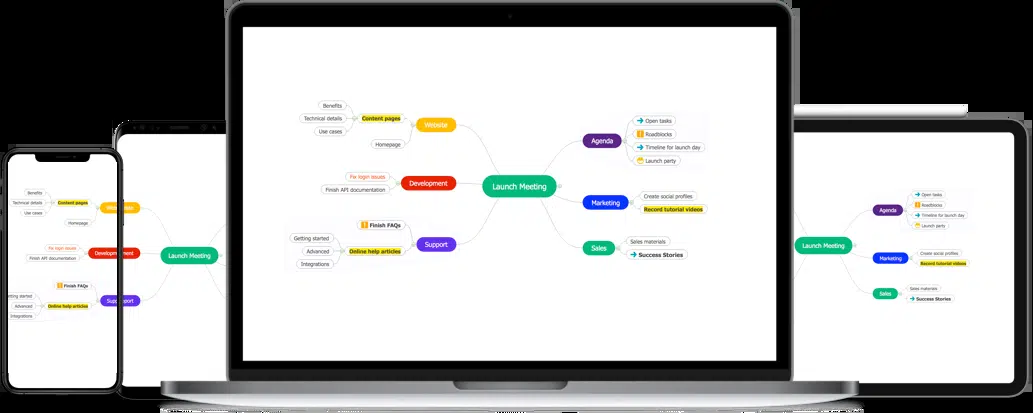 Benefits
Technical details
Content pages
Use cases
Homepage
Website
Fix login issues
Finish API documentation
Development
Finish FAQs
Getting started
Advanced
Integrations
Online help articles
Support
Launch Meeting
Agenda
Open tasks
Roadblocks
Timeline for launch day
Launch party
Marketing
Create social profiles
Record tutorial videos
Sales
Sales materials
Success Stories
Benefits
Technical details
Content pages
Use cases
Homepage
Fix login issues
Finish API documentation
Finish FAQs
etting started
Advanced
Online help articles
Integrations
Launch Meeting
Launch Meeting
Agenda
Open tasks
Roadblocks
Timeline for launch day
Launch party
Marketing
Create social profiles
Record tutorial videos
Sales
Sales materials
Success Stories